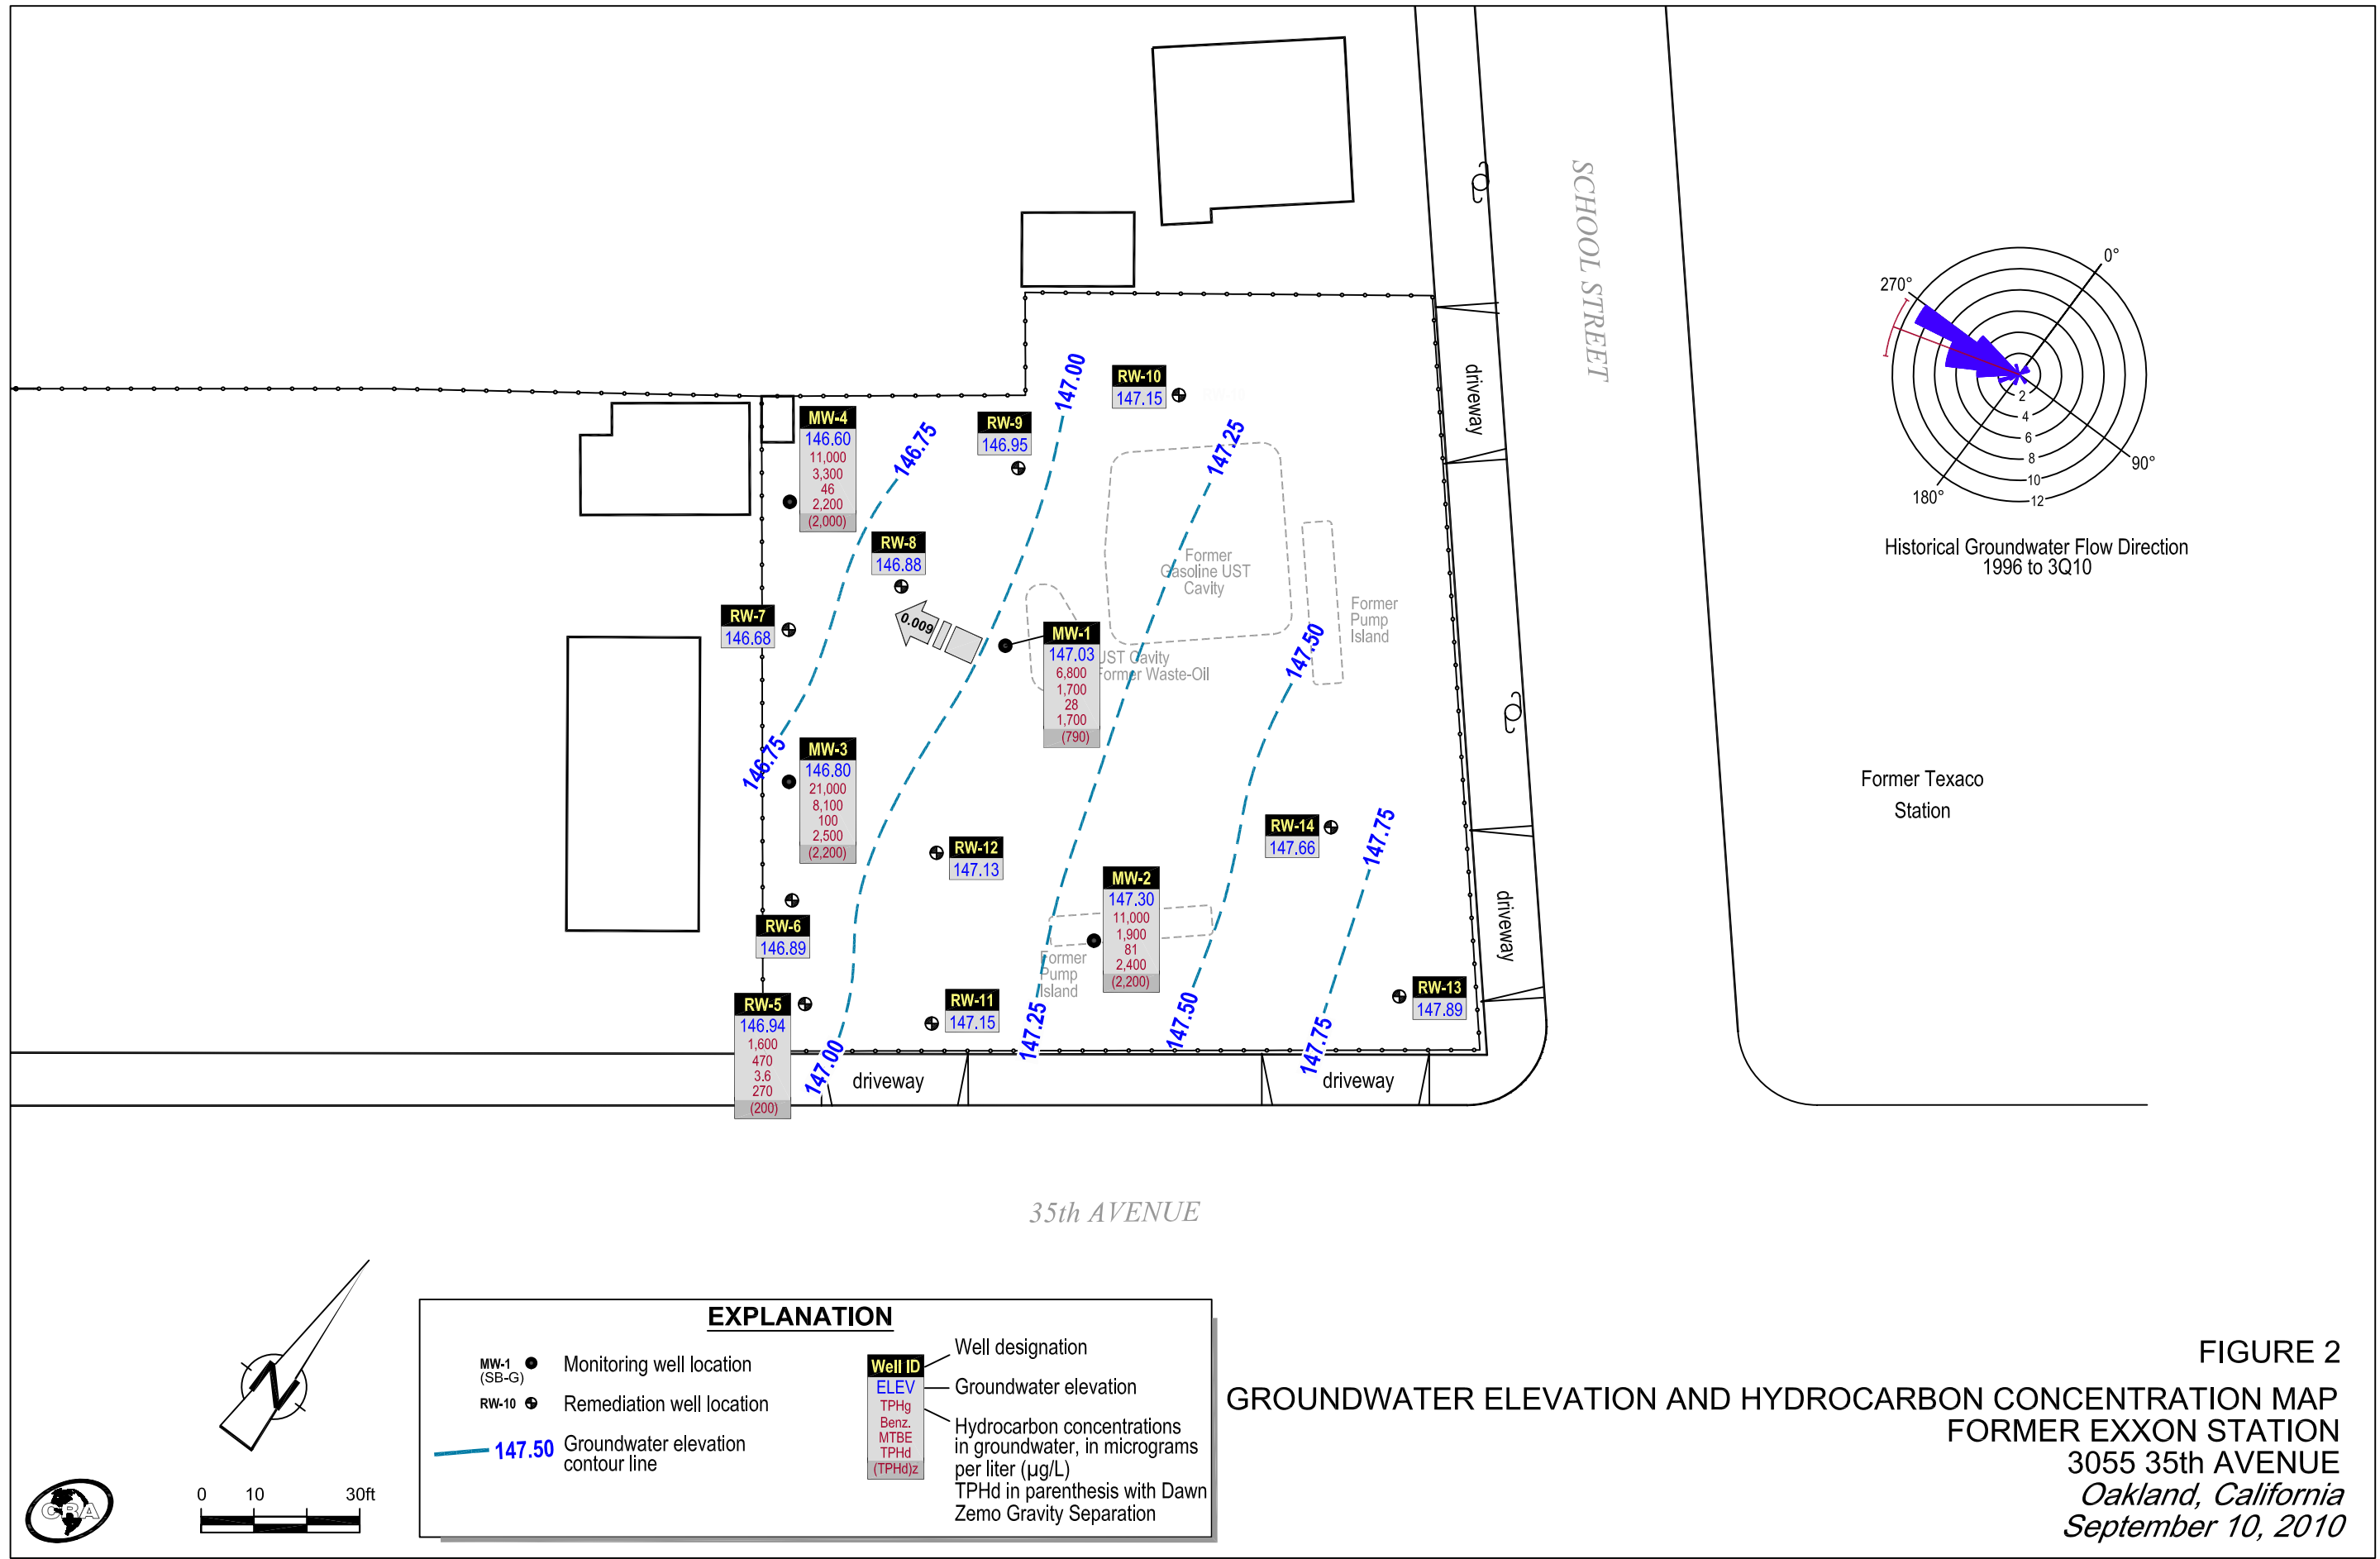 SCHOOL STREET
driveway
driveway
driveway
driveway
35th AVENUE
147.00
146.75
147.25
147.50
147.75
146.75
147.00
147.25
147.50
147.75
RW-10
147.15
RW-9
146.95
MW-4
146.60
11,000
3,300
46
2,200
(2,000)
RW-8
146.88
RW-7
146.68
0.009
MW-1
147.03
6,800
1,700
28
1,700
(790)
Former
Gasoline UST
Cavity
Former
Pump
Island
UST Cavity
Former Waste-Oil
MW-3
146.80
21,000
8,100
100
2,500
(2,200)
RW-12
147.13
RW-14
147.66
MW-2
147.30
11,000
1,900
81
2,400
(2,200)
Former
Pump
Island
RW-6
146.89
RW-5
146.94
1,600
470
3.6
270
(200)
RW-11
147.15
RW-13
147.89
0°
270°
90°
180°
2
4
6
8
10
12
Historical Groundwater Flow Direction
1996 to 3Q10
Former Texaco
Station
N
CRA
0 10 30ft
EXPLANATION
MW-1
(SB-G)
Monitoring well location
RW-10 Remediation well location
147.50 Groundwater elevation
contour line
Well ID
ELEV
TPHg
Benz.
MTBE
TPHd
(TPHd)z
Well designation
Groundwater elevation
Hydrocarbon concentrations
in groundwater, in micrograms
per liter (µg/L)
TPHd in parenthesis with Dawn
Zemo Gravity Separation
FIGURE 2
GROUNDWATER ELEVATION AND HYDROCARBON CONCENTRATION MAP
FORMER EXXON STATION
3055 35th AVENUE
Oakland, California
September 10, 2010